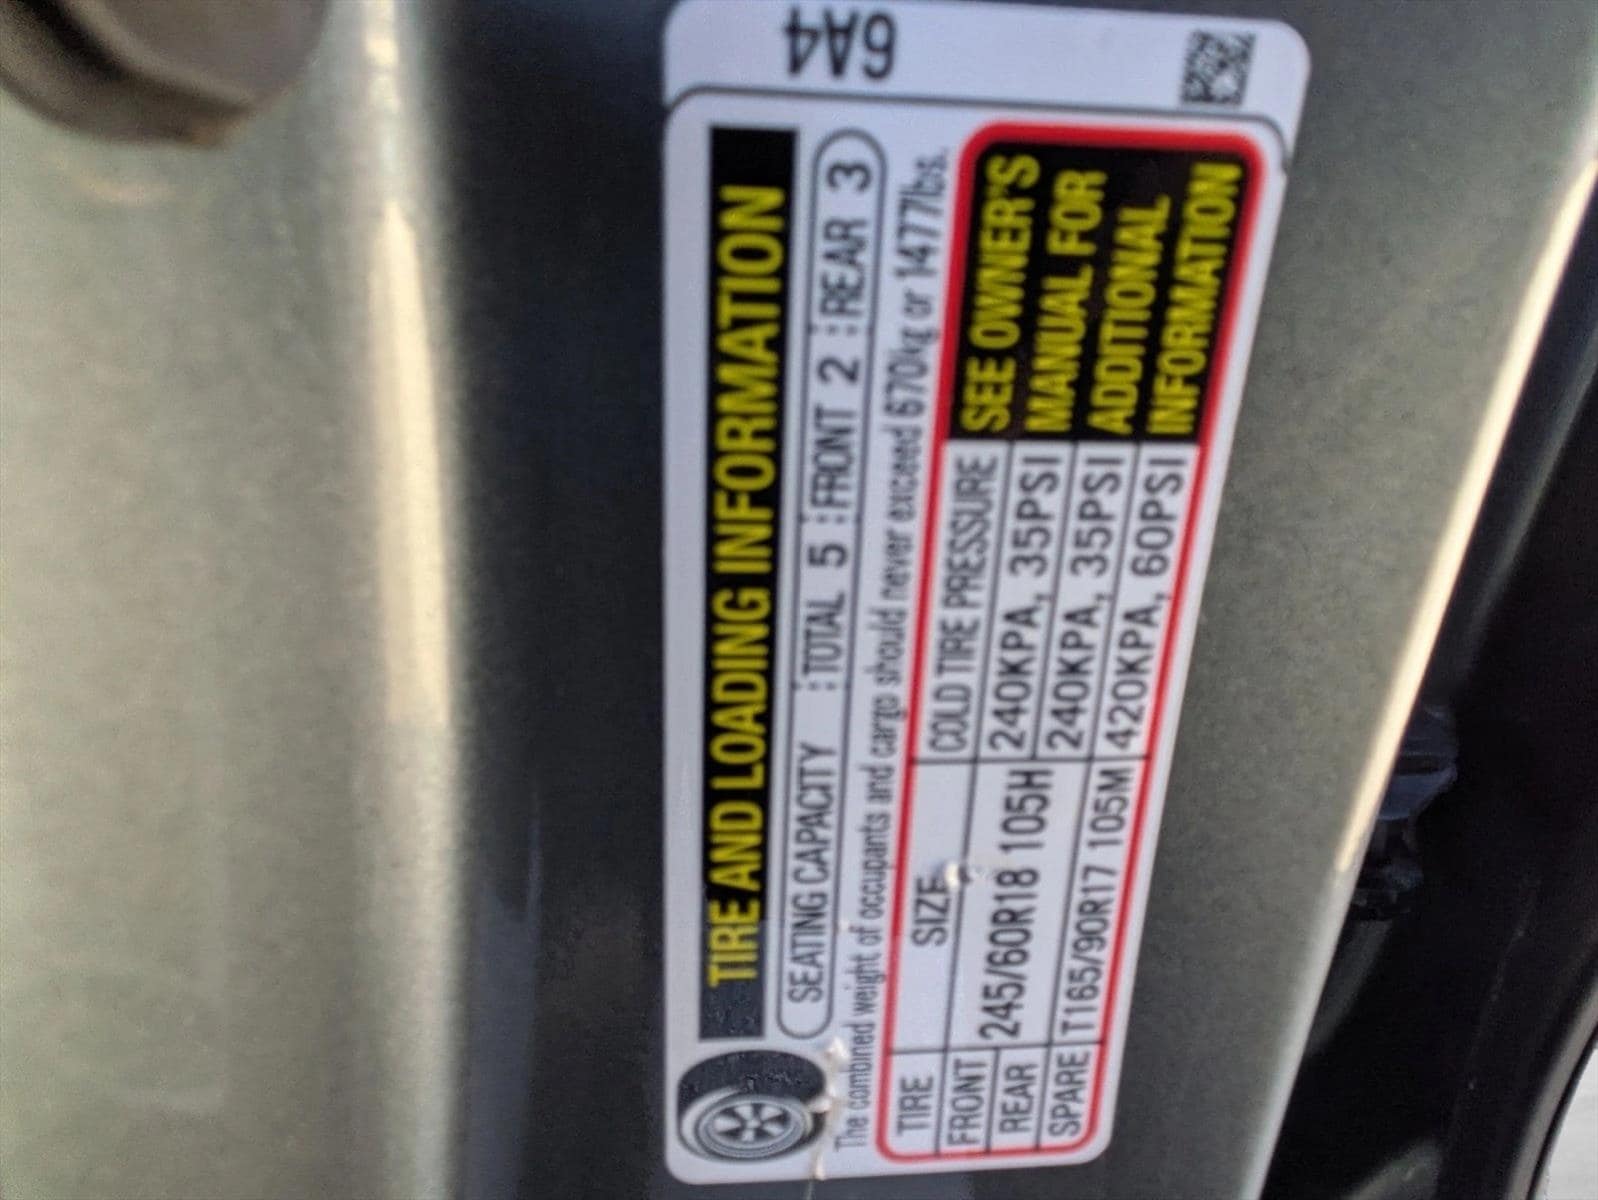 6A4
TIRE AND LOADING INFORMATION
SEATING CAPACITY : TOTAL 5 : FRONT 2 : REAR 3
The combined weight of occupants and cargo should never exceed 670kg or 1477lbs.
TIRE SIZE COLD TIRE PRESSURE
FRONT 245/60R18 105H 240KPA, 35PSI
REAR 240KPA, 35PSI
SPARE T165/90R17 105M 420KPA, 60PSI
SEE OWNER'S
MANUAL FOR
ADDITIONAL
INFORMATION